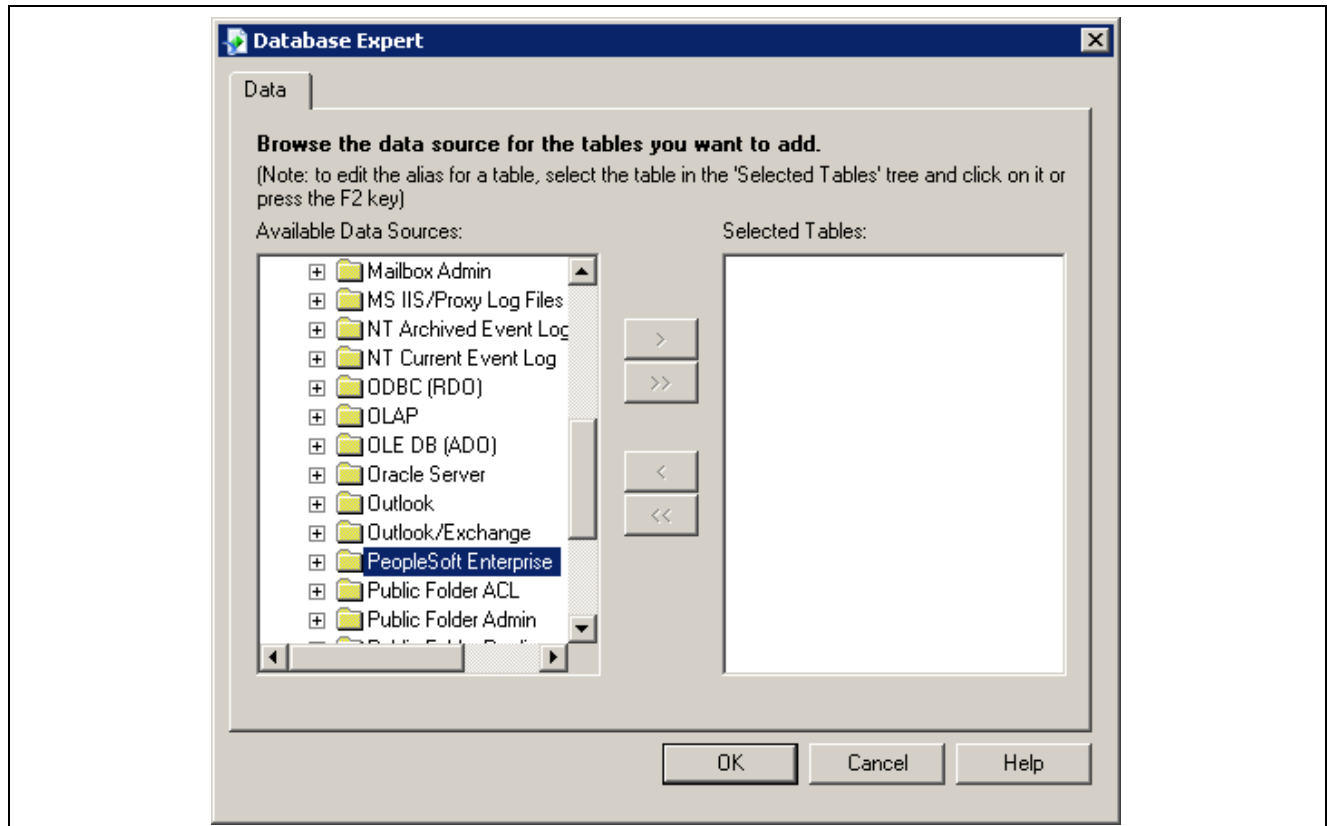 Database Expert
Data
Browse the data source for the tables you want to add.
(Note: to edit the alias for a table, select the table in the 'Selected Tables' tree and click on it or
press the F2 key)
Available Data Sources:
Selected Tables:
Mailbox Admin
MS IIS/Proxy Log Files
NT Archived Event Log
NT Current Event Log
ODBC (RDO)
OLAP
OLE DB (ADO)
Oracle Server
Outlook
Outlook/Exchange
PeopleSoft Enterprise
Public Folder ACL
Public Folder Admin
>
>>
<
<<
OK
Cancel
Help